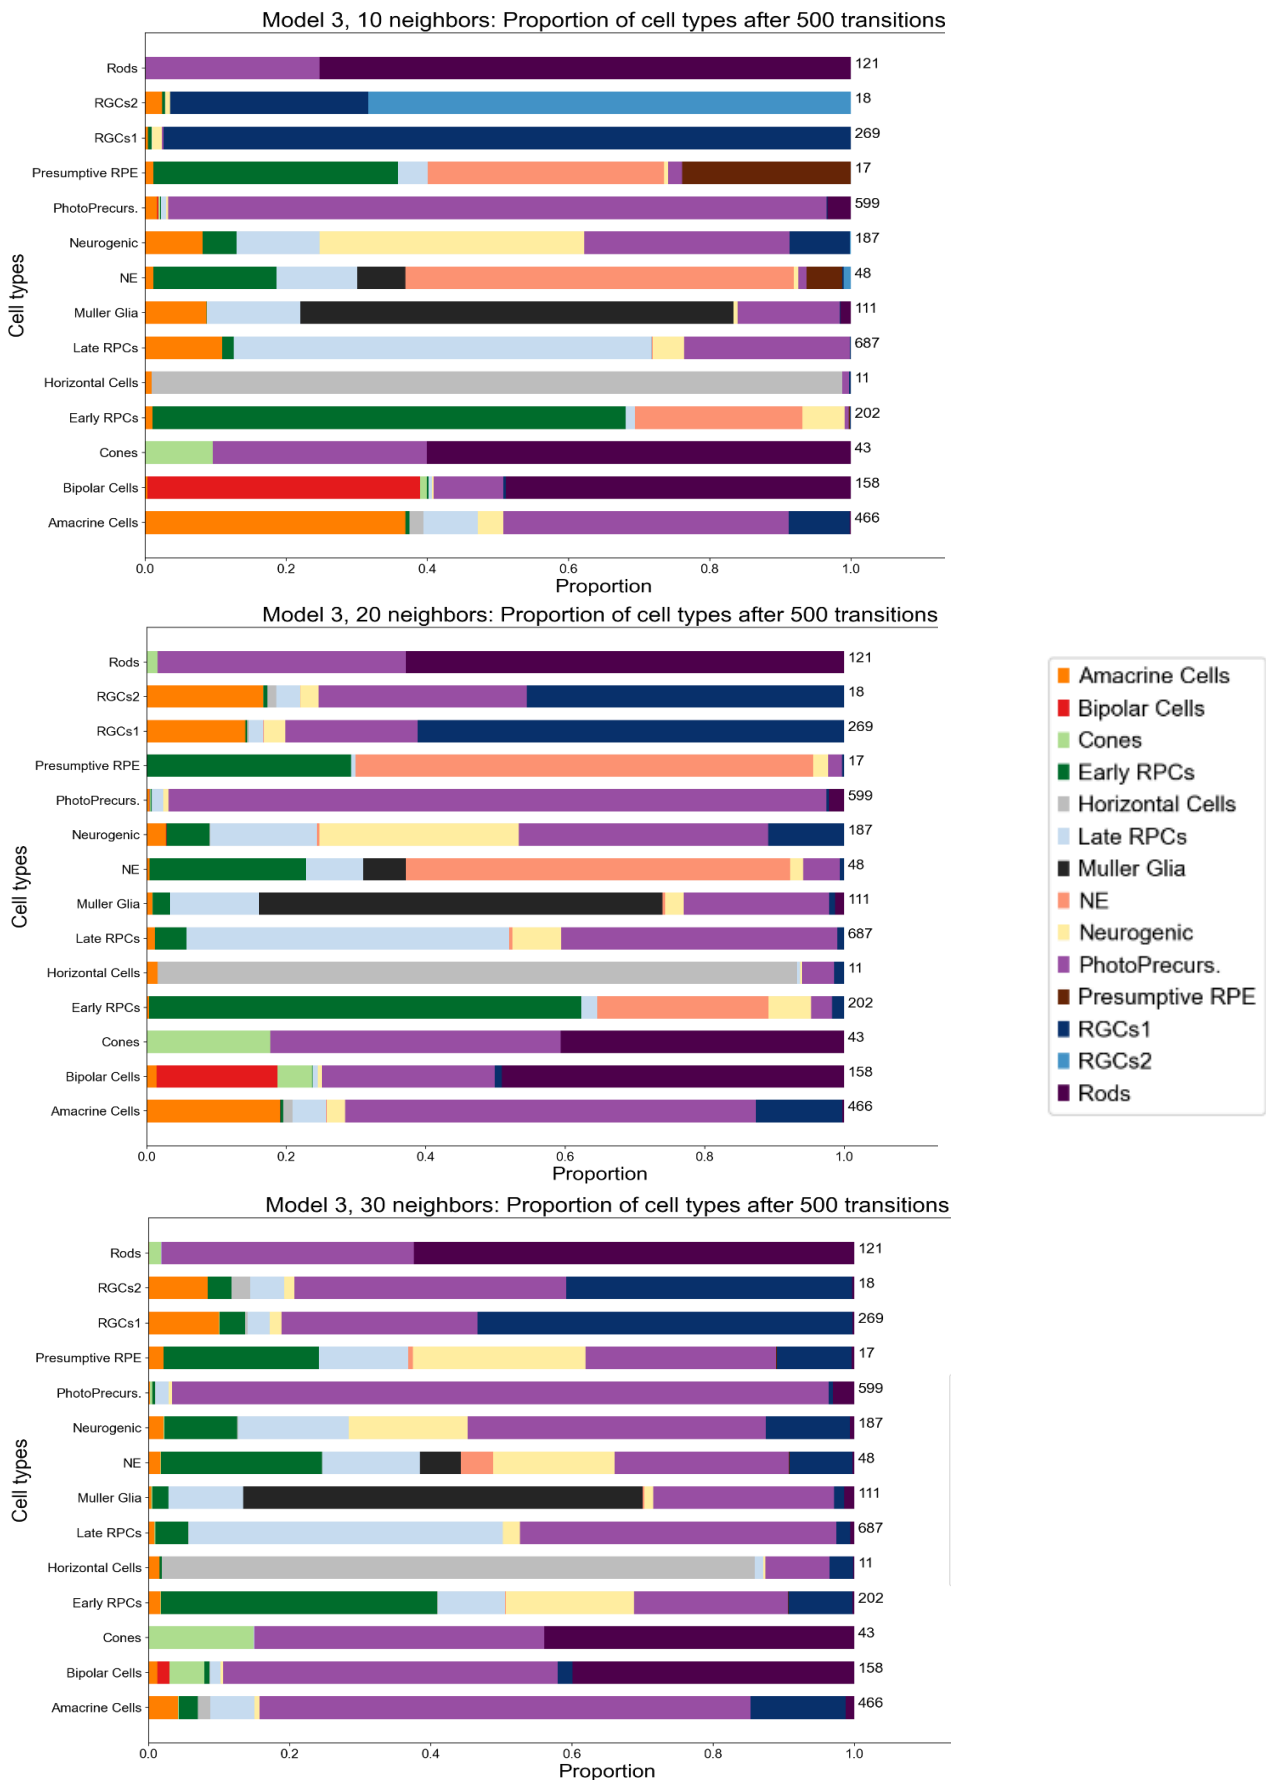 Model 3, 10 neighbors: Proportion of cell types after 500 transitions
Cell types
Rods 121
RGCs2 18
RGCs1 269
Presumptive RPE 17
PhotoPrecurs. 599
Neurogenic 187
NE 48
Muller Glia 111
Late RPCs 687
Horizontal Cells 11
Early RPCs 202
Cones 43
Bipolar Cells 158
Amacrine Cells 466
0.0 0.2 0.4 0.6 0.8 1.0
Proportion
Model 3, 20 neighbors: Proportion of cell types after 500 transitions
Cell types
Rods 121
RGCs2 18
RGCs1 269
Presumptive RPE 17
PhotoPrecurs. 599
Neurogenic 187
NE 48
Muller Glia 111
Late RPCs 687
Horizontal Cells 11
Early RPCs 202
Cones 43
Bipolar Cells 158
Amacrine Cells 466
0.0 0.2 0.4 0.6 0.8 1.0
Proportion
Amacrine Cells
Bipolar Cells
Cones
Early RPCs
Horizontal Cells
Late RPCs
Muller Glia
NE
Neurogenic
PhotoPrecurs.
Presumptive RPE
RGCs1
RGCs2
Rods
Model 3, 30 neighbors: Proportion of cell types after 500 transitions
Cell types
Rods 121
RGCs2 18
RGCs1 269
Presumptive RPE 17
PhotoPrecurs. 599
Neurogenic 187
NE 48
Muller Glia 111
Late RPCs 687
Horizontal Cells 11
Early RPCs 202
Cones 43
Bipolar Cells 158
Amacrine Cells 466
0.0 0.2 0.4 0.6 0.8 1.0
Proportion